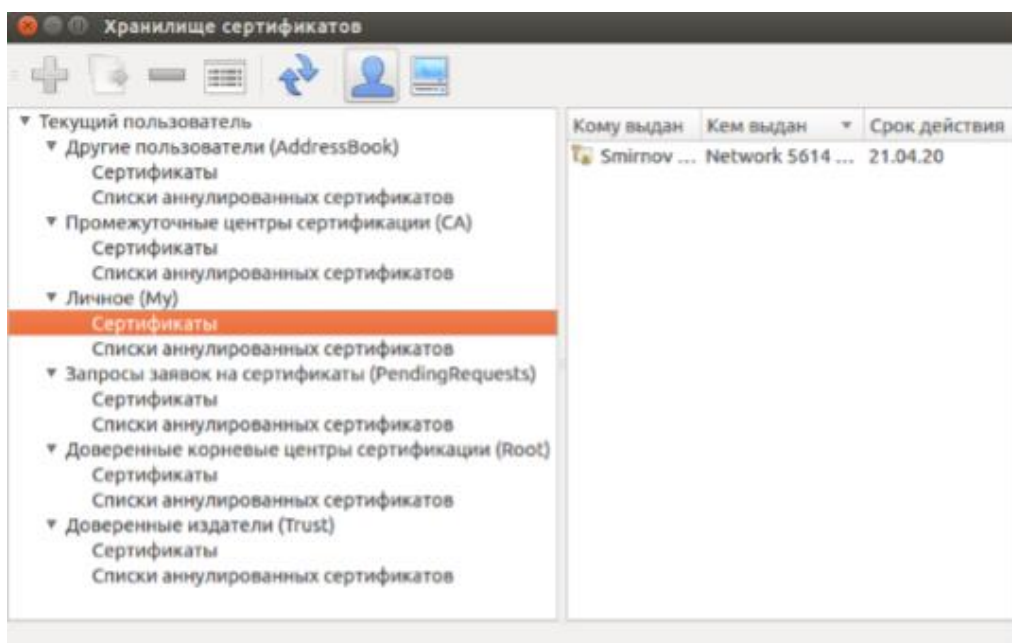 Хранилище сертификатов
Текущий пользователь
Другие пользователи (AddressBook)
Сертификаты
Списки аннулированных сертификатов
Промежуточные центры сертификации (CA)
Сертификаты
Списки аннулированных сертификатов
Личное (My)
Сертификаты
Списки аннулированных сертификатов
Запросы заявок на сертификаты (PendingRequests)
Сертификаты
Списки аннулированных сертификатов
Доверенные корневые центры сертификации (Root)
Сертификаты
Списки аннулированных сертификатов
Доверенные издатели (Trust)
Сертификаты
Списки аннулированных сертификатов
Кому выдан Кем выдан Срок действия
Smirnov ... Network 5614 ... 21.04.20